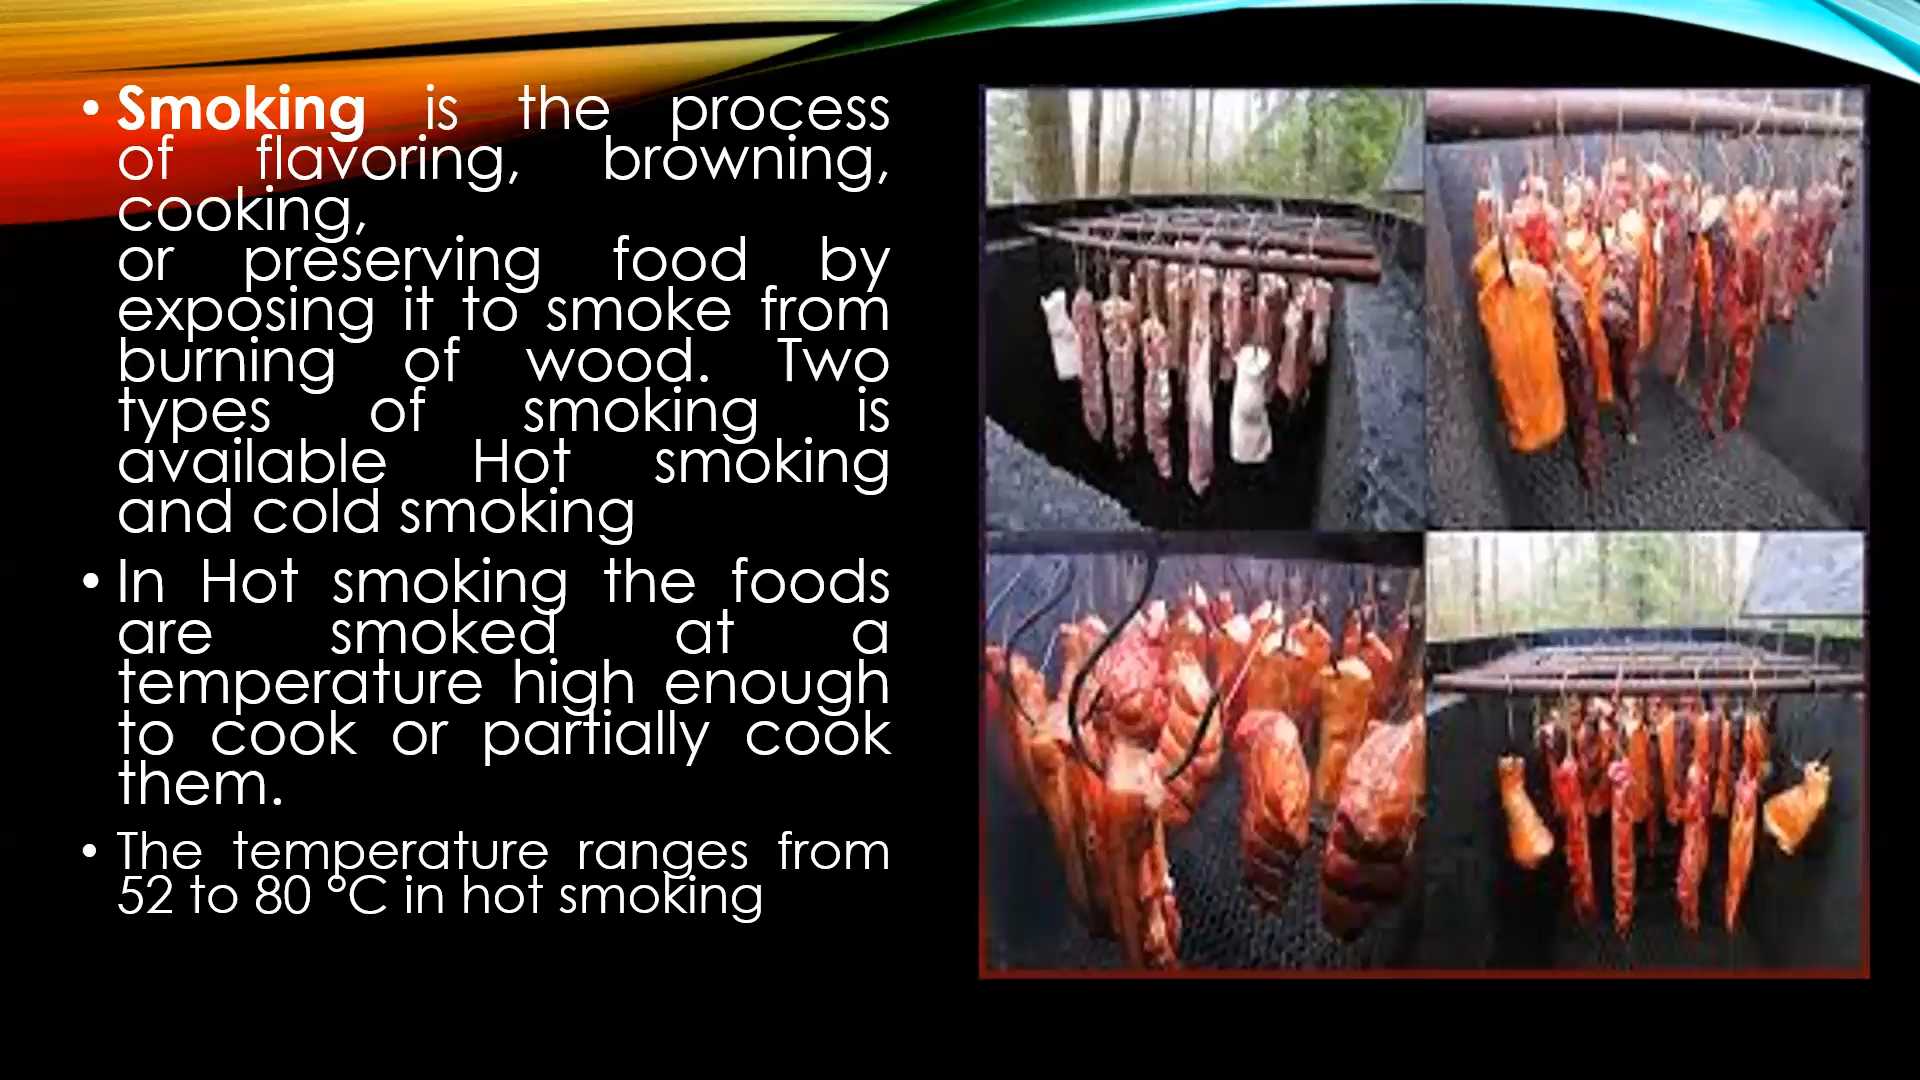 • Smoking is the process
of flavoring, browning,
cooking,
or preserving food by
exposing it to smoke from
burning of wood. Two
types of smoking is
available Hot smoking
and cold smoking
• In Hot smoking the foods
are smoked at a
temperature high enough
to cook or partially cook
them.
• The temperature ranges from
52 to 80 °C in hot smoking